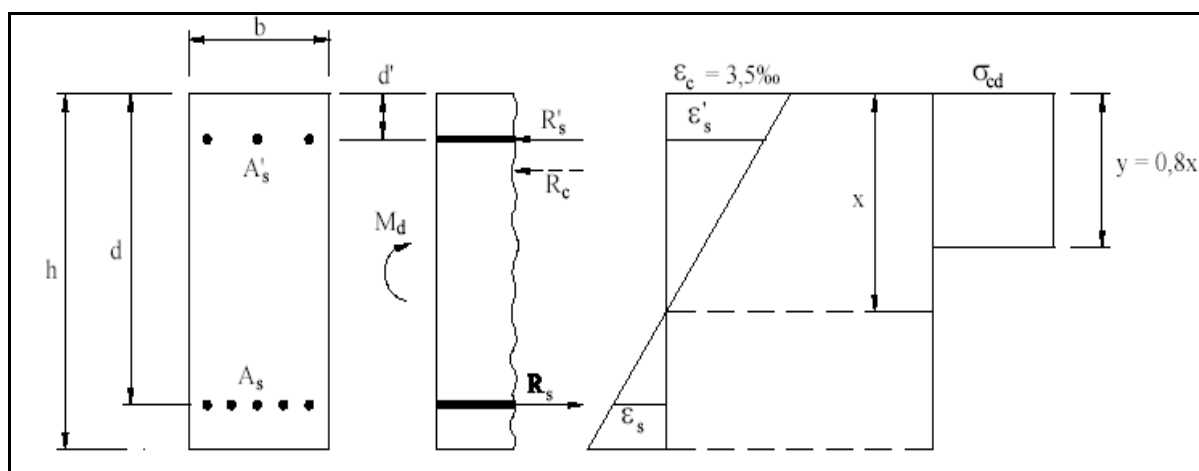 b
d'
h
d
A's
As
R's
Rc
Md
Rs
εc = 3,5‰
ε's
εs
x
σcd
y = 0,8x